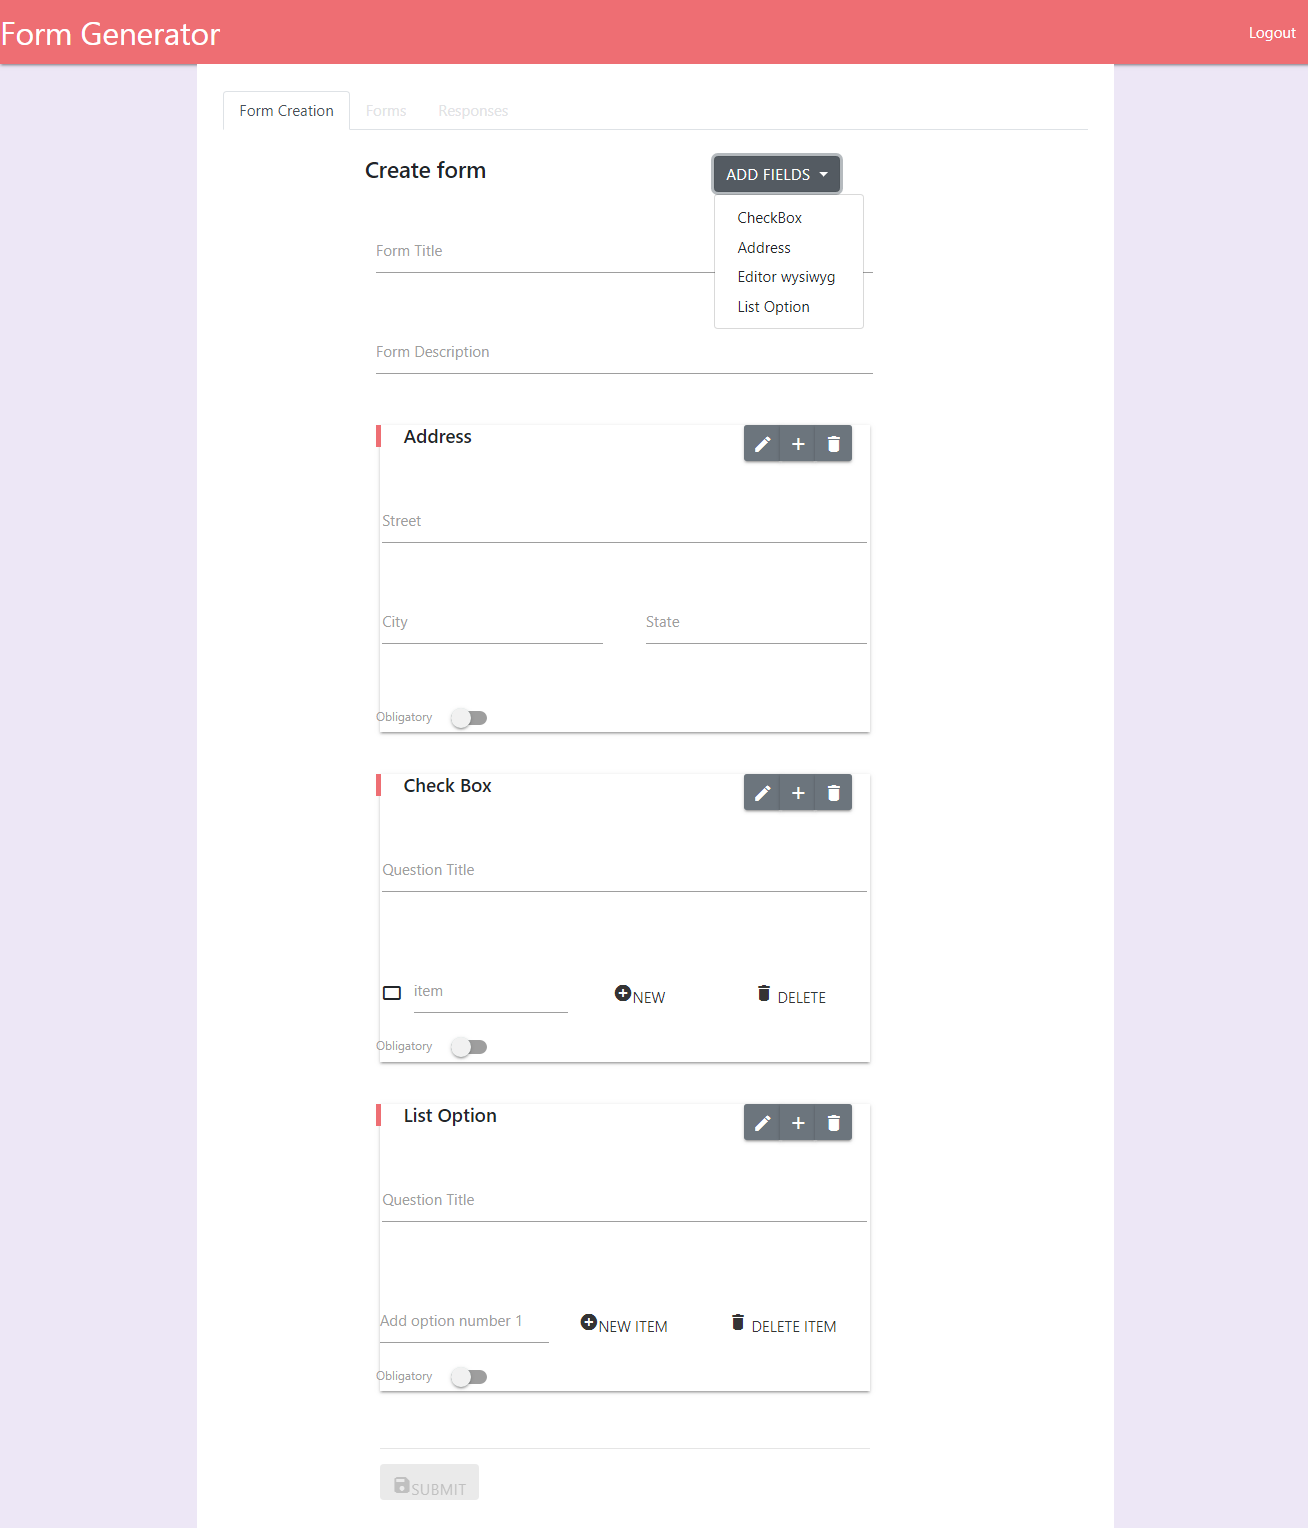 Form Generator
Logout
Form Creation
Forms
Responses
Create form
ADD FIELDS
CheckBox
Address
Editor wysiwyg
List Option
Form Title
Form Description
Address
Street
City
State
Obligatory
Check Box
Question Title
item
NEW
DELETE
Obligatory
List Option
Question Title
Add option number 1
NEW ITEM
DELETE ITEM
Obligatory
SUBMIT